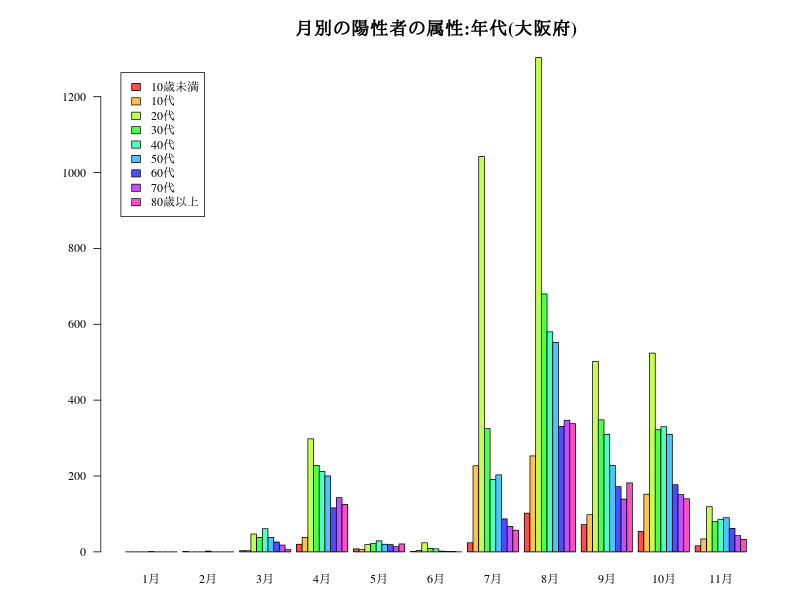 月別の陽性者の属性:年代(大阪府)
10歳未満
10代
20代
30代
40代
50代
60代
70代
80歳以上
1200
1000
800
600
400
200
0
1月 2月 3月 4月 5月 6月 7月 8月 9月 10月 11月